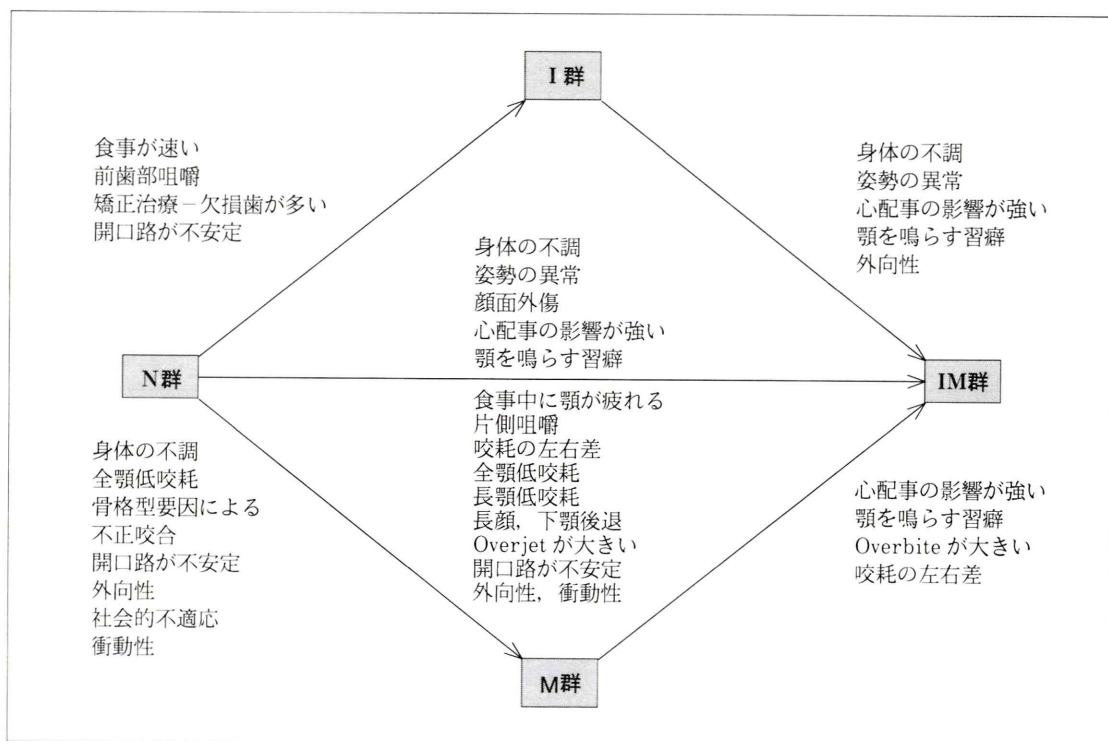 I 群
食事が速い
前歯部咀嚼
矯正治療－欠損歯が多い
開口路が不安定
身体の不調
姿勢の異常
心配事の影響が強い
顎を鳴らす習癖
外向性
身体の不調
姿勢の異常
顔面外傷
心配事の影響が強い
顎を鳴らす習癖
N群
IM群
食事中に顎が疲れる
片側咀嚼
咬耗の左右差
全顎低咬耗
長顎低咬耗
長顔，下顎後退
Overjet が大きい
開口路が不安定
外向性，衝動性
身体の不調
全顎低咬耗
骨格型要因による
不正咬合
開口路が不安定
外向性
社会的不適応
衝動性
心配事の影響が強い
顎を鳴らす習癖
Overbite が大きい
咬耗の左右差
M群